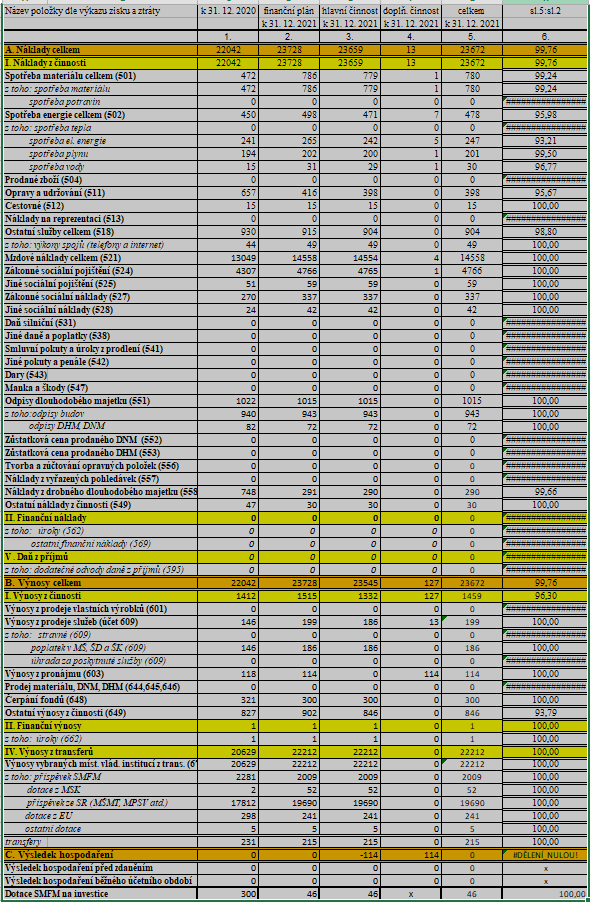 Název položky dle výkazu zisku a ztráty k 31. 12. 2020 finanční plán hlavní činnost doplň. činnost celkem sl.5:sl.2
k 31. 12. 2021 k 31. 12. 2021 k 31. 12. 2021 k 31. 12. 2021
1. 2. 3. 4. 5. 6.
A. Náklady celkem 22042 23728 23659 13 23672 99,76
I. Náklady z činnosti 22042 23728 23659 13 23672 99,76
Spotřeba materiálu celkem (501) 472 786 779 1 780 99,24
z toho: spotřeba materiálu 472 786 779 1 780 99,24
spotřeba potravin 0 0 0 0 0 ################
Spotřeba energie celkem (502) 450 498 471 7 478 95,98
z toho: spotřeba tepla 0 0 0 0 0 ################
spotřeba el. energie 241 265 242 5 247 93,21
spotřeba plynu 194 202 200 1 201 99,50
spotřeba vody 15 31 29 1 30 96,77
Prodané zboží (504) 0 0 0 0 0 ################
Opravy a udržování (511) 657 416 398 0 398 95,67
Cestovné (512) 15 15 15 0 15 100,00
Náklady na reprezentaci (513) 0 0 0 0 0 ################
Ostatní služby celkem (518) 930 915 904 0 904 98,80
z toho: výkony spojů (telefony a internet) 44 49 49 0 49 100,00
Mzdové náklady celkem (521) 13049 14558 14554 4 14558 100,00
Zákonné sociální pojištění (524) 4307 4766 4765 1 4766 100,00
Jiné sociální pojištění (525) 51 59 59 0 59 100,00
Zákonné sociální náklady (527) 270 337 337 0 337 100,00
Jiné sociální náklady (528) 24 42 42 0 42 100,00
Daň silniční (531) 0 0 0 0 0 ################
Jiné daně a poplatky (538) 0 0 0 0 0 ################
Smluvní pokuty a úroky z prodlení (541) 0 0 0 0 0 ################
Jiné pokuty a penále (542) 0 0 0 0 0 ################
Dary (543) 0 0 0 0 0 ################
Manka a škody (547) 0 0 0 0 0 ################
Odpisy dlouhodobého majetku (551) 1022 1015 1015 0 1015 100,00
z toho:odpisy budov 940 943 943 0 943 100,00
odpisy DHM, DNM 82 72 72 0 72 100,00
Zůstatková cena prodaného DNM (552) 0 0 0 0 0 ################
Zůstatková cena prodaného DHM (553) 0 0 0 0 0 ################
Tvorba a zúčtování opravných položek (556) 0 0 0 0 0 ################
Náklady z vyřazených pohledávek (557) 0 0 0 0 0 ################
Náklady z drobného dlouhodobého majetku (558 748 291 290 0 290 99,66
Ostatní náklady z činnosti (549) 47 30 30 0 30 100,00
II. Finanční náklady 0 0 0 0 0 ################
z toho: úroky (562) 0 0 0 0 0 ################
ostatní finanční náklady (569) 0 0 0 0 0 ################
V. Daň z příjmů 0 0 0 0 0 ################
z toho: dodatečné odvody daně z příjmů (595) 0 0 0 0 0 ################
B. Výnosy celkem 22042 23728 23545 127 23672 99,76
I. Výnosy z činnosti 1412 1515 1332 127 1459 96,30
Výnosy z prodeje vlastních výrobků (601) 0 0 0 0 0 ################
Výnosy z prodeje služeb (účet 609) 146 199 186 13 199 100,00
z toho: stravné (609) 0 0 0 0 0 ################
poplatek v MŠ, ŠD a ŠK (609) 146 186 186 0 186 100,00
úhrada za poskytnuté služby (609) 0 0 0 0 0 ################
Výnosy z pronájmů (603) 118 114 0 114 114 100,00
Prodej materiálu, DNM, DHM (644,645,646) 0 0 0 0 0 ################
Čerpání fondů (648) 321 300 300 0 300 100,00
Ostatní výnosy z činnosti (649) 827 902 846 0 846 93,79
II. Finanční výnosy 1 1 1 0 1 100,00
z toho: úroky (662) 1 1 1 0 1 100,00
IV. Výnosy z transferů 20629 22212 22212 0 22212 100,00
Výnosy vybraných míst. vlád. institucí z trans. (6 20629 22212 22212 0 22212 100,00
z toho: příspěvek SMFM 2281 2009 2009 0 2009 100,00
dotace z MSK 2 52 52 0 52 100,00
příspěvek ze SR (MŠMT, MPSV atd.) 17812 19690 19690 0 19690 100,00
dotace z EU 298 241 241 0 241 100,00
ostatní dotace 5 5 5 0 5 100,00
transfery 231 215 215 0 215 100,00
C. Výsledek hospodaření 0 0 -114 114 0 #DĚLENÍ_NULOU!
Výsledek hospodaření před zdaněním x
Výsledek hospodaření běžného účetního období x
Dotace SMFM na investice 300 46 46 x 46 100,00